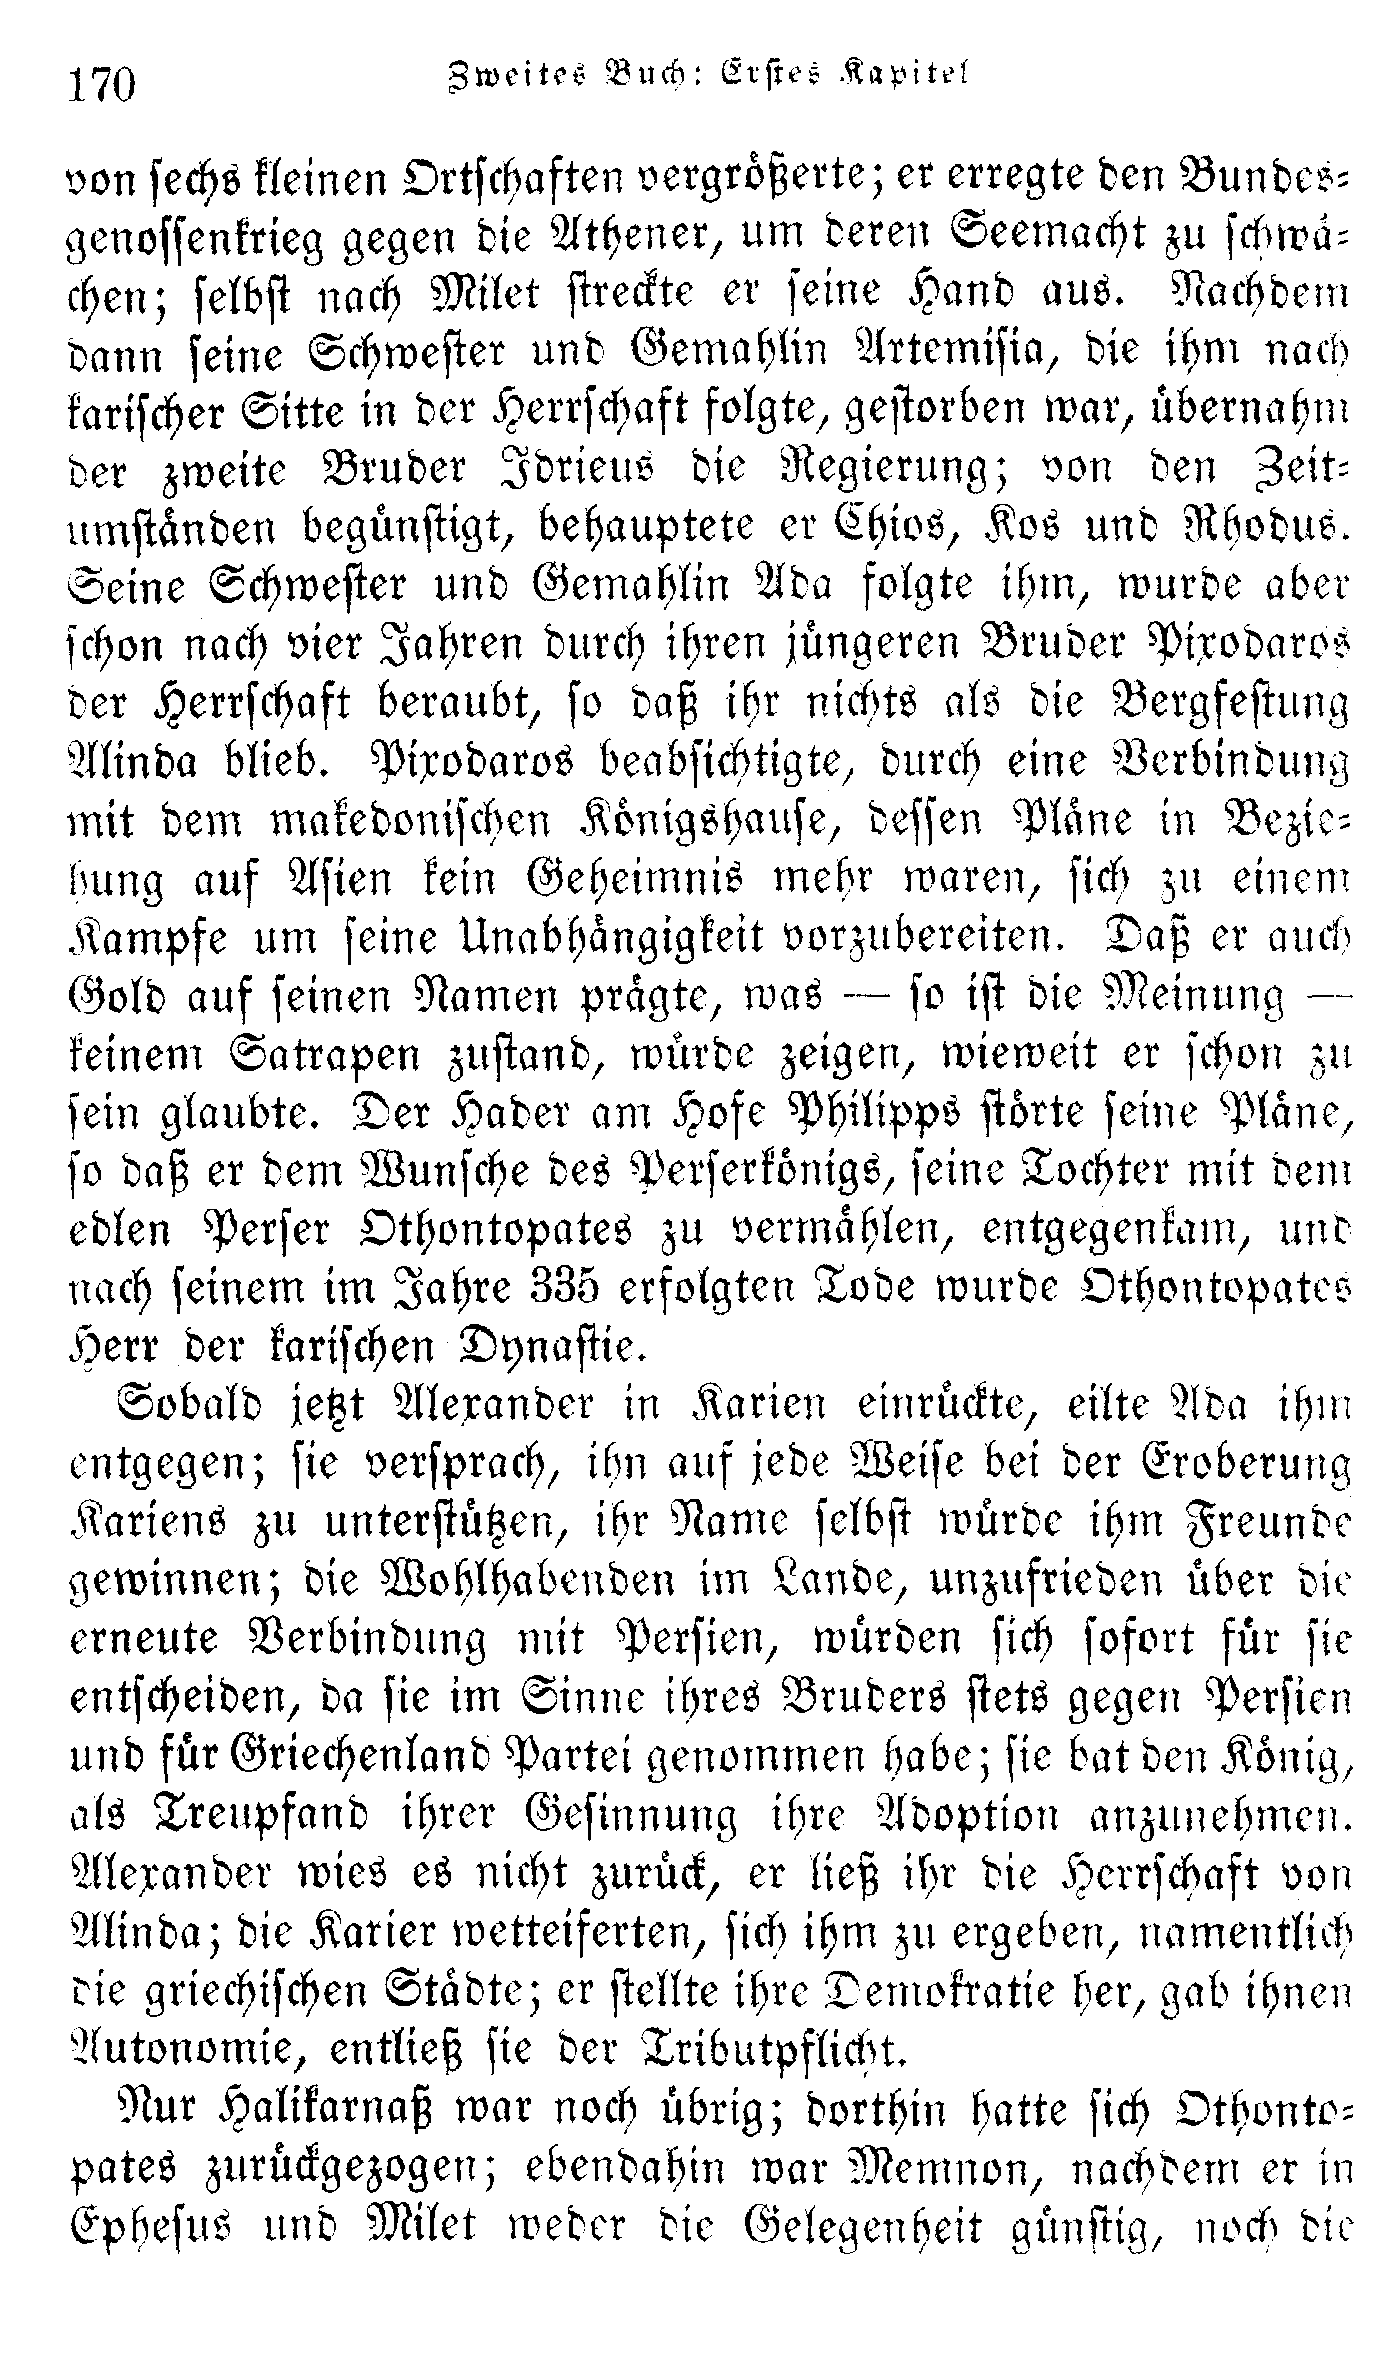 170
Zweites Buch: Erstes Kapitel
von sechs kleinen Ortschaften vergrößerte; er erregte den Bundes-
genossenkrieg gegen die Athener, um deren Seemacht zu schwä-
chen; selbst nach Milet streckte er seine Hand aus. Nachdem
dann seine Schwester und Gemahlin Artemisia, die ihm nach
karischer Sitte in der Herrschaft folgte, gestorben war, übernahm
der zweite Bruder Idrieus die Regierung; von den Zeit-
umständen begünstigt, behauptete er Chios, Kos und Rhodus.
Seine Schwester und Gemahlin Ada folgte ihm, wurde aber
schon nach vier Jahren durch ihren jüngeren Bruder Pixodaros
der Herrschaft beraubt, so daß ihr nichts als die Bergfestung
Alinda blieb. Pixodaros beabsichtigte, durch eine Verbindung
mit dem makedonischen Königshause, dessen Pläne in Bezie-
hung auf Asien kein Geheimnis mehr waren, sich zu einem
Kampfe um seine Unabhängigkeit vorzubereiten. Daß er auch
Gold auf seinen Namen prägte, was — so ist die Meinung —
keinem Satrapen zustand, würde zeigen, wieweit er schon zu
sein glaubte. Der Hader am Hofe Philipps störte seine Pläne,
so daß er dem Wunsche des Perserkönigs, seine Tochter mit dem
edlen Perser Othontopates zu vermählen, entgegenkam, und
nach seinem im Jahre 335 erfolgten Tode wurde Othontopates
Herr der karischen Dynastie.
Sobald jetzt Alexander in Karien einrückte, eilte Ada ihm
entgegen; sie versprach, ihn auf jede Weise bei der Eroberung
Kariens zu unterstützen, ihr Name selbst würde ihm Freunde
gewinnen; die Wohlhabenden im Lande, unzufrieden über die
erneute Verbindung mit Persien, würden sich sofort für sie
entscheiden, da sie im Sinne ihres Bruders stets gegen Persien
und für Griechenland Partei genommen habe; sie bat den König,
als Treupfand ihrer Gesinnung ihre Adoption anzunehmen.
Alexander wies es nicht zurück, er ließ ihr die Herrschaft von
Alinda; die Karier wetteiferten, sich ihm zu ergeben, namentlich
die griechischen Städte; er stellte ihre Demokratie her, gab ihnen
Autonomie, entließ sie der Tributpflicht.
Nur Halikarnaß war noch übrig; dorthin hatte sich Othonto-
pates zurückgezogen; ebendahin war Memnon, nachdem er in
Ephesus und Milet weder die Gelegenheit günstig, noch die